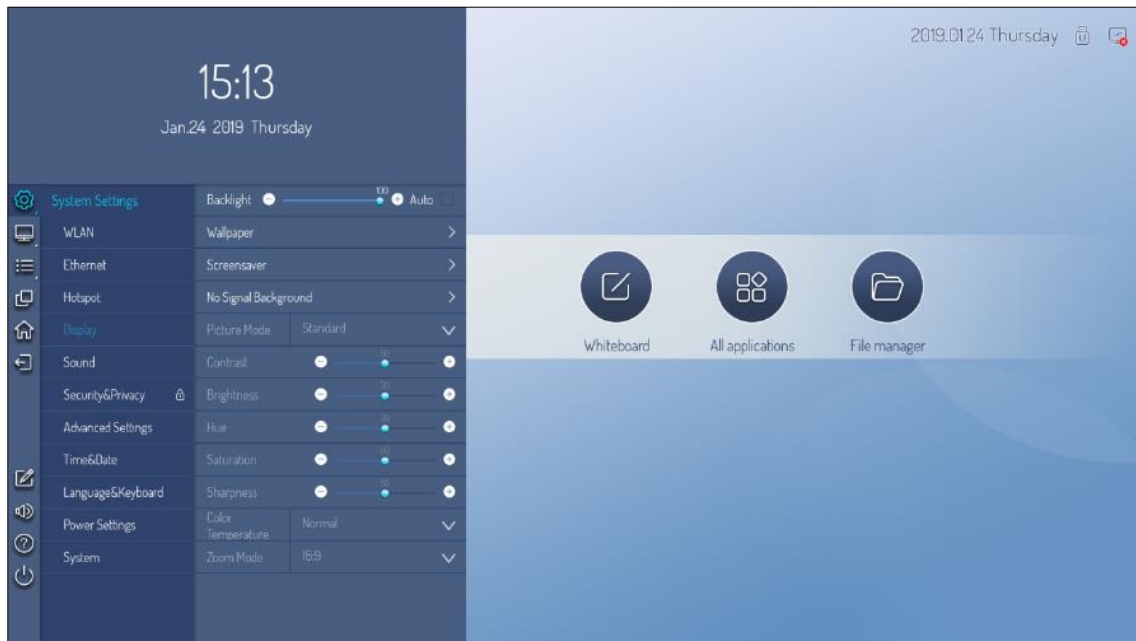 2019.01.24 Thursday
15:13
Jan.24 2019 Thursday
System Settings
WLAN
Ethernet
Hotspot
Display
Sound
Security&Privacy
Advanced Settings
Time&Date
Language&Keyboard
Power Settings
System
Backlight 100 Auto
Wallpaper
Screensaver
No Signal Background
Picture Mode Standard
Contrast
Brightness 50
Hue 50
Saturation 50
Sharpness 50
Color
Temperature Normal
Zoom Mode 16:9
Whiteboard
All applications
File manager